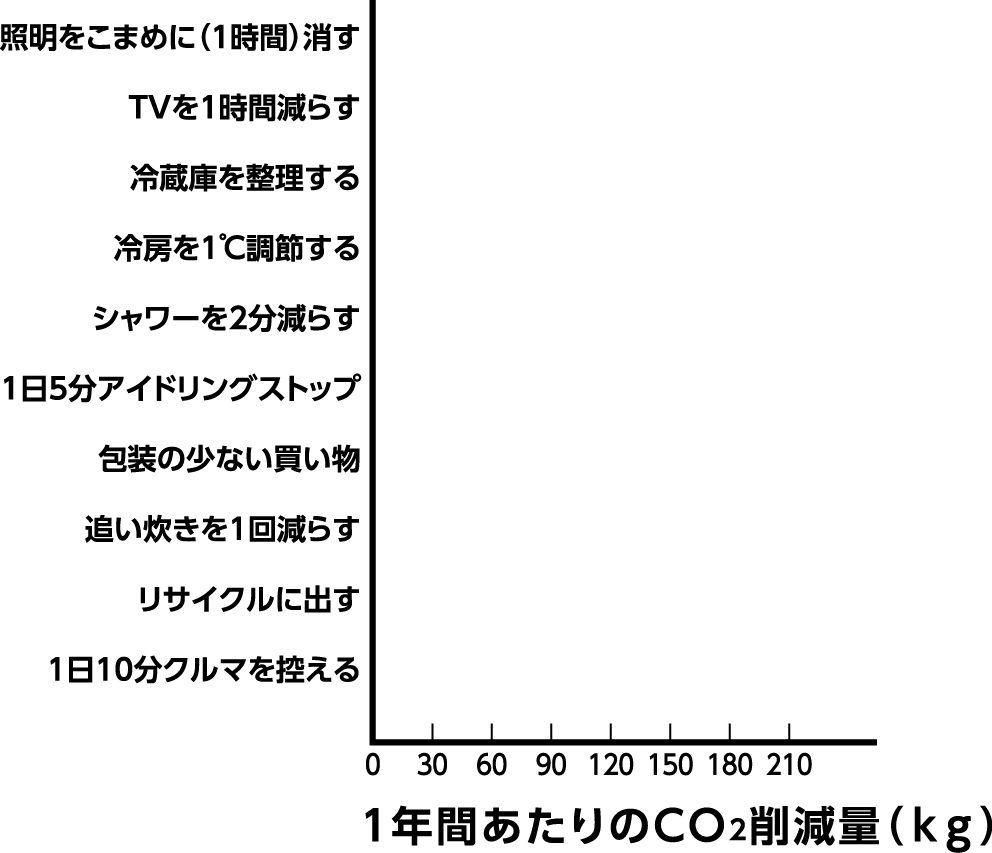 照明をこまめに（1時間）消す
TVを1時間減らす
冷蔵庫を整理する
冷房を1℃調節する
シャワーを2分減らす
1日5分アイドリングストップ
包装の少ない買い物
追い炊きを1回減らす
リサイクルに出す
1日10分クルマを控える
0 30 60 90 120 150 180 210
1年間あたりのCO₂削減量（kg）